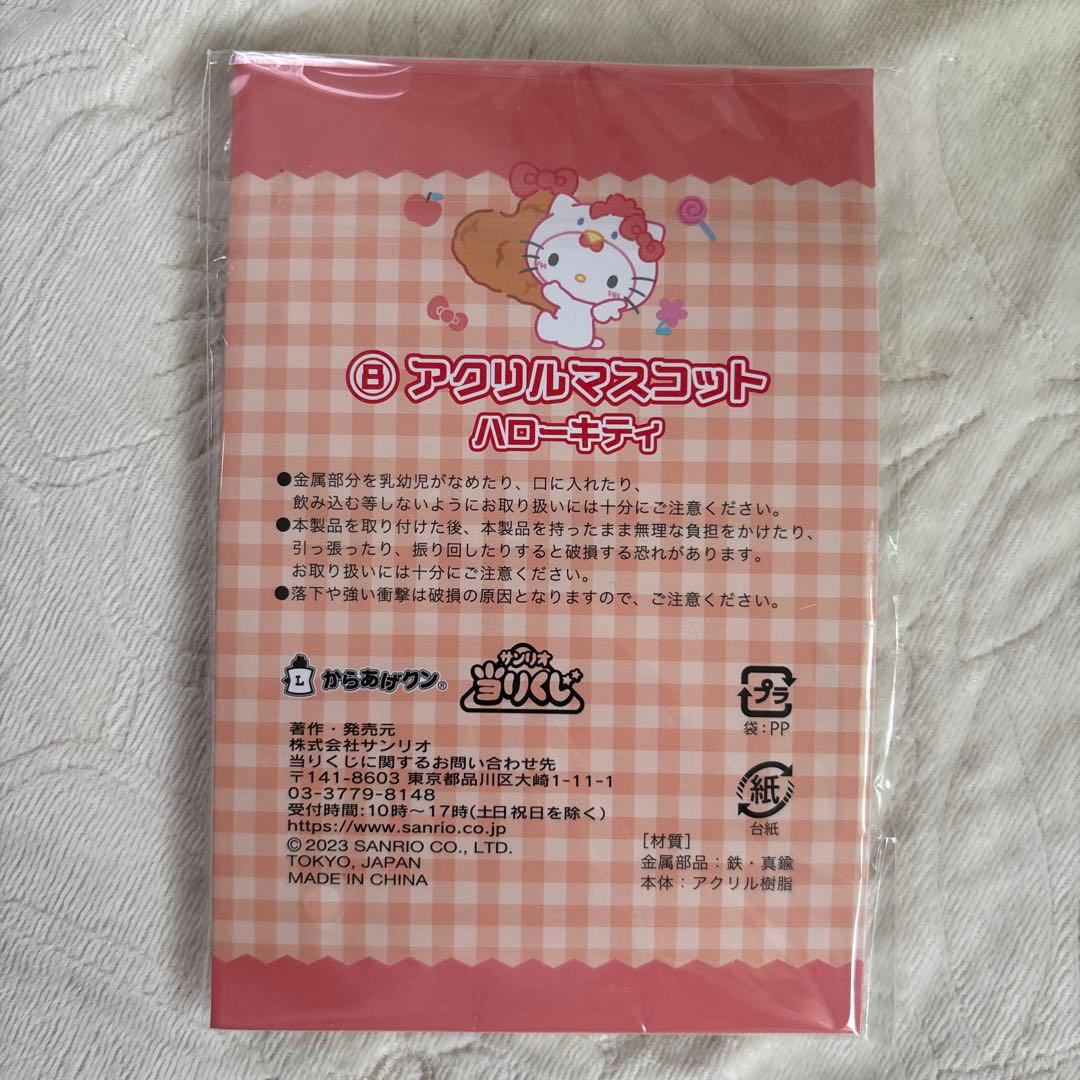 ⑧ アクリルマスコット
ハローキティ
●金属部分を乳幼児がなめたり、口に入れたり、
飲み込む等しないようにお取り扱いには十分にご注意ください。
●本製品を取り付けた後、本製品を持ったまま無理な負担をかけたり、
引っ張ったり、振り回したりすると破損する恐れがあります。
お取り扱いには十分にご注意ください。
●落下や強い衝撃は破損の原因となりますので、ご注意ください。
L からあげクン®
サンリオ
当りくじ
プラ
袋:PP
著作・発売元
株式会社サンリオ
当りくじに関するお問い合わせ先
〒141-8603 東京都品川区大崎1-11-1
03-3779-8148
受付時間:10時～17時(土日祝日を除く)
https://www.sanrio.co.jp
© 2023 SANRIO CO., LTD.
TOKYO, JAPAN
MADE IN CHINA
紙
台紙
[材質]
金属部品:鉄・真鍮
本体:アクリル樹脂